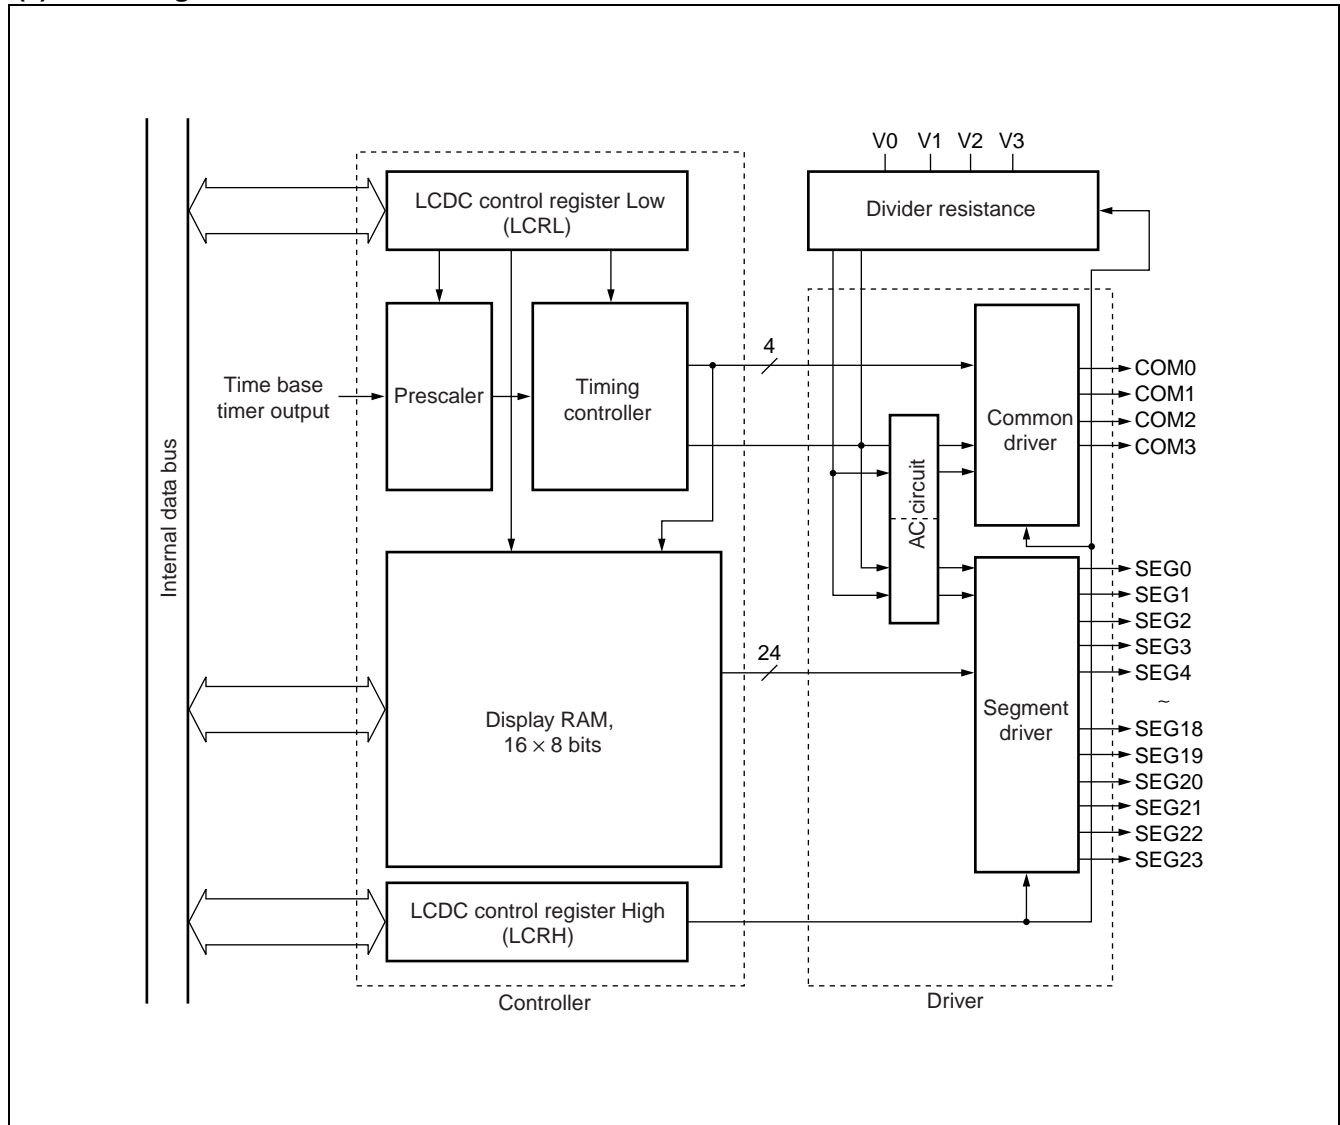 V0 V1 V2 V3
LCDC control register Low
(LCRL)
Divider resistance
4
Time base
timer output
Prescaler
Timing
controller
Common
driver
COM0
COM1
COM2
COM3
AC circuit
Internal data bus
SEG0
SEG1
SEG2
SEG3
SEG4
~
SEG18
SEG19
SEG20
SEG21
SEG22
SEG23
24
Segment
driver
Display RAM,
16 × 8 bits
LCDC control register High
(LCRH)
Controller
Driver